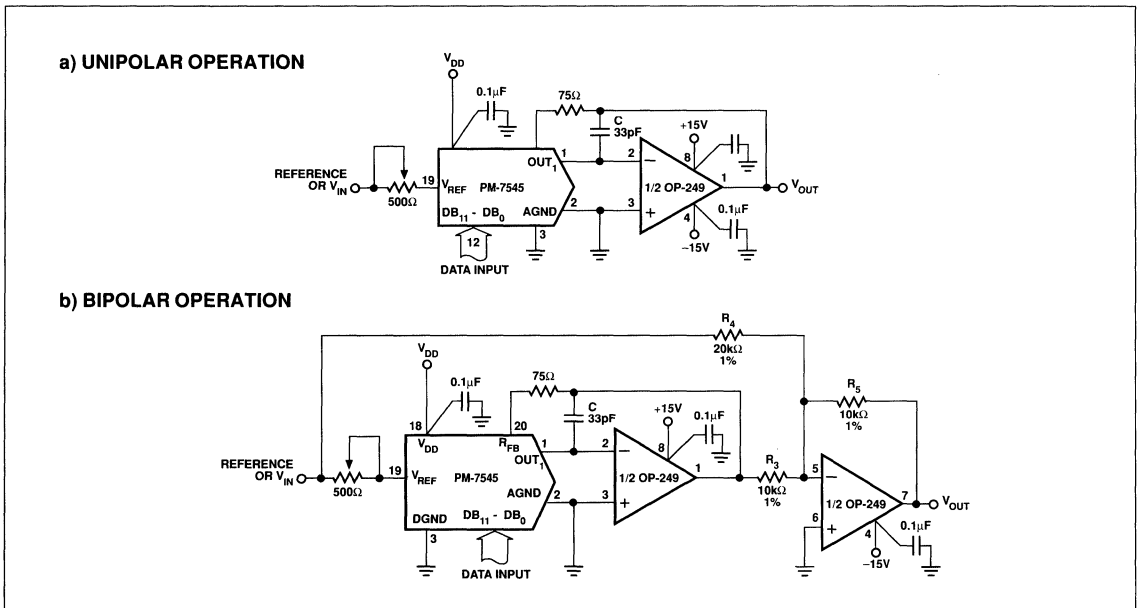 a) UNIPOLAR OPERATION
V_DD
0.1µF
75Ω
C
33pF
+15V
REFERENCE
OR V_IN
500Ω
19
V_REF
PM-7545
OUT_1
1
DB_11 - DB_0
AGND
2
3
12
DATA INPUT
2
−
8
1/2 OP-249
1
3
+
4
−15V
0.1µF
V_OUT
b) BIPOLAR OPERATION
R_4
20kΩ
1%
V_DD
0.1µF
75Ω
C
33pF
+15V
0.1µF
R_5
10kΩ
1%
18
V_DD
20
R_FB
OUT_1
1
REFERENCE
OR V_IN
500Ω
19
V_REF
PM-7545
AGND
2
DGND
DB_11 - DB_0
3
DATA INPUT
2
−
8
1/2 OP-249
1
3
+
R_3
10kΩ
1%
5
−
1/2 OP-249
7
V_OUT
6
+
4
0.1µF
−15V